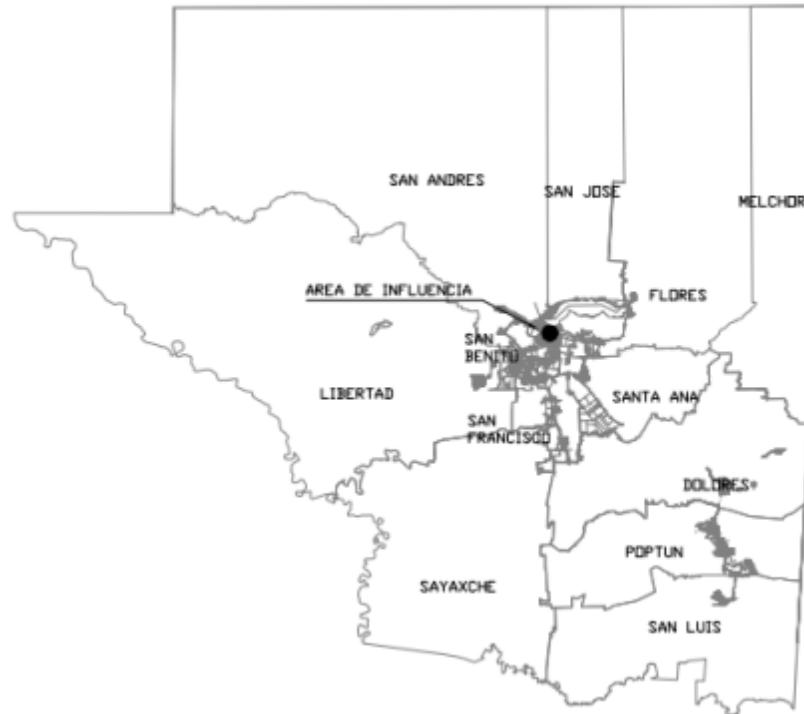 SAN ANDRES
SAN JOSE
MELCHOR
AREA DE INFLUENCIA
FLORES
SAN
BENITO
LIBERTAD
SANTA ANA
SAN
FRANCISCO
DOLORES
POPTUN
SAYAXCHE
SAN LUIS